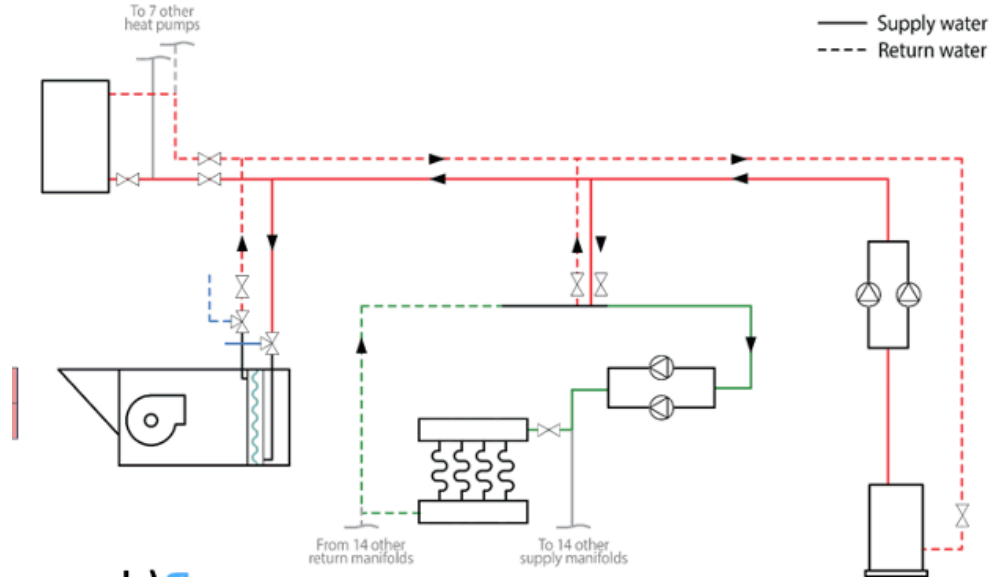 To 7 other
heat pumps
Supply water
Return water
From 14 other
return manifolds
To 14 other
supply manifolds